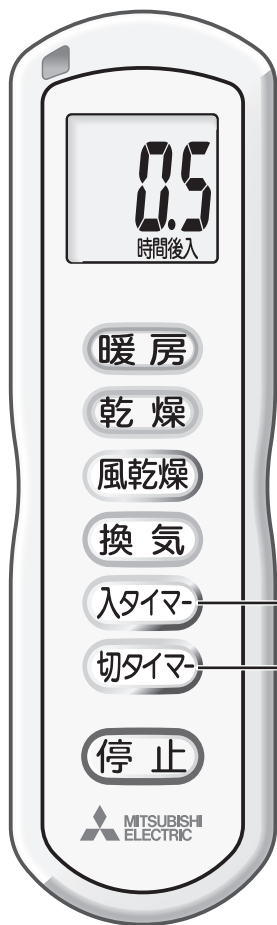 0.5
時間後入
暖房
乾燥
風乾燥
換気
入タイマー
切タイマー
停止
MITSUBISHI
ELECTRIC